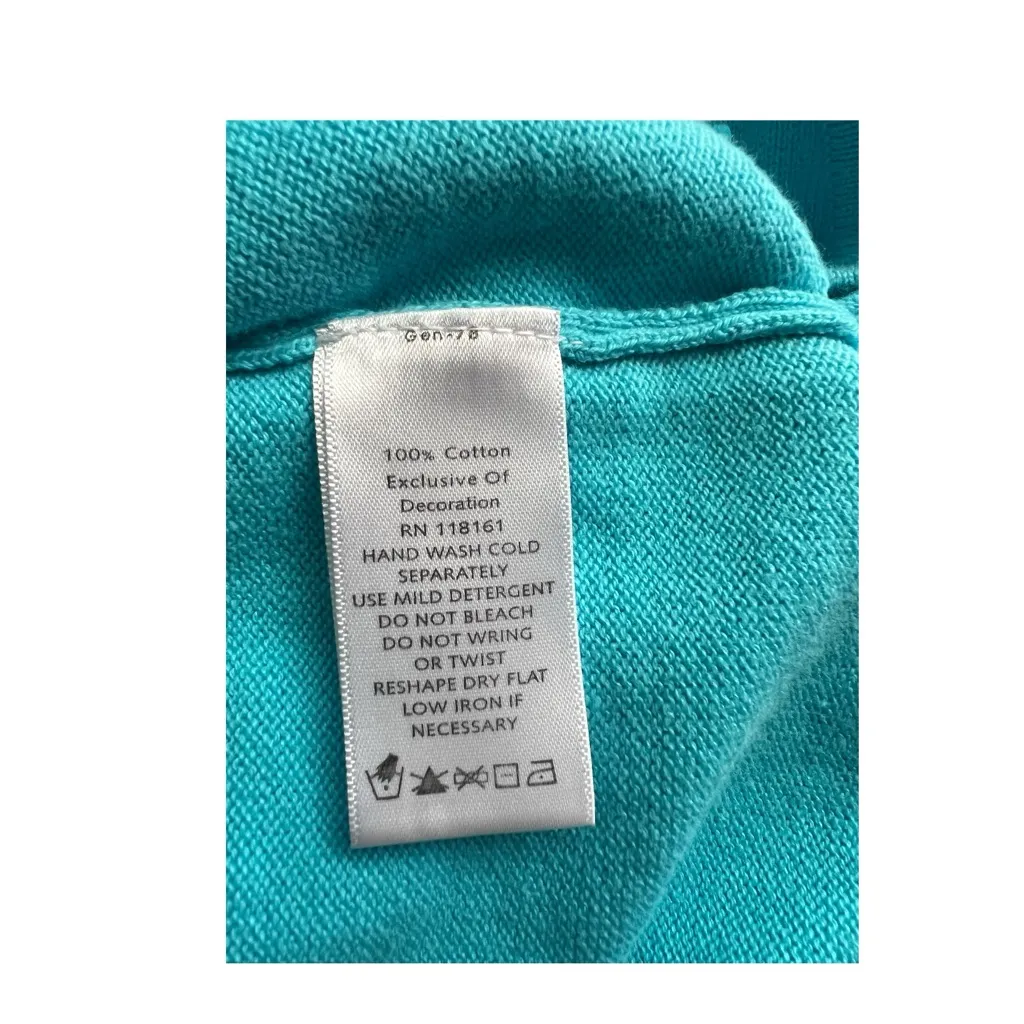 100% Cotton
Exclusive Of
Decoration
RN 118161
HAND WASH COLD
SEPARATELY
USE MILD DETERGENT
DO NOT BLEACH
DO NOT WRING
OR TWIST
RESHAPE DRY FLAT
LOW IRON IF
NECESSARY